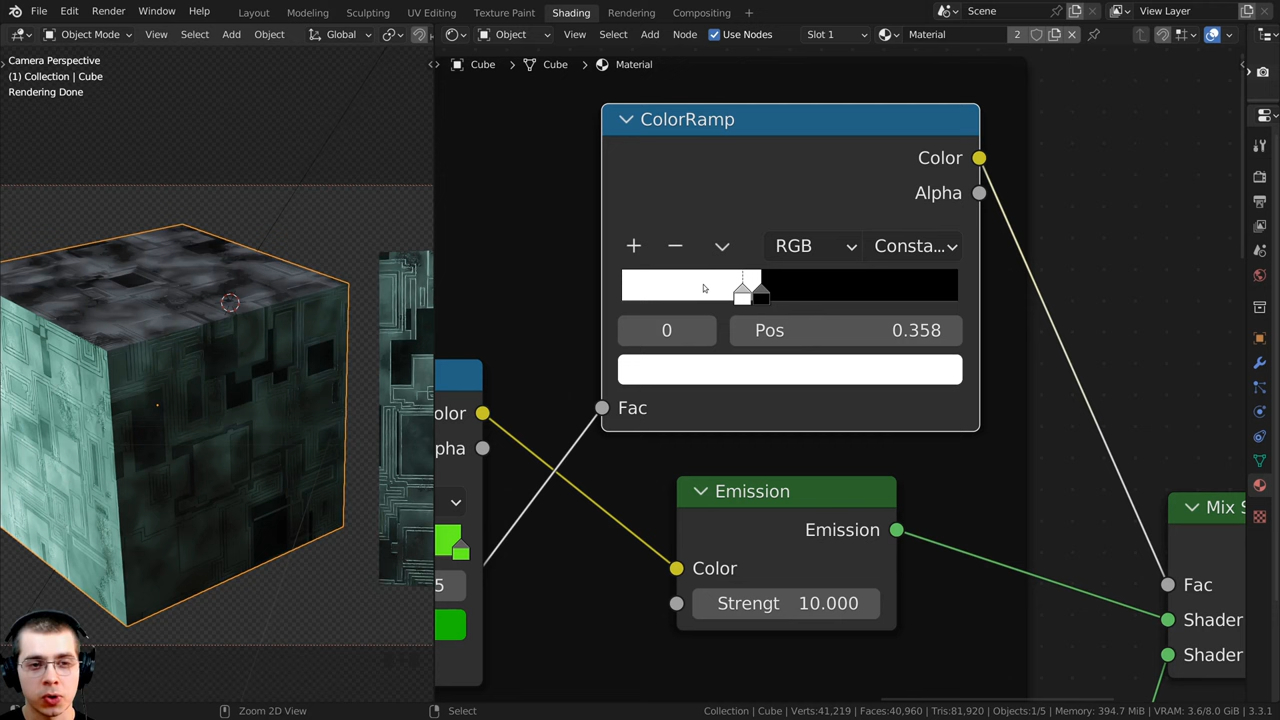 File Edit Render Window Help Layout Modeling Sculpting UV Editing Texture Paint Shading Rendering Compositing Scene View Layer
Object Mode View Select Add Object Global Object View Select Add Node Use Nodes Slot 1 Material 2
Camera Perspective
(1) Collection | Cube
Rendering Done
Cube > Cube > Material
ColorRamp
Color
Alpha
RGB Consta...
0 Pos 0.358
Fac
olor
pha
5
Emission
Emission
Color
Strengt 10.000
Mix S
Fac
Shader
Shader
Zoom 2D View Select Collection | Cube | Verts:41,219 | Faces:40,960 | Tris:81,920 | Objects:1/5 | Memory: 394.7 MiB | VRAM: 3.6/8.0 GiB | 3.3.1